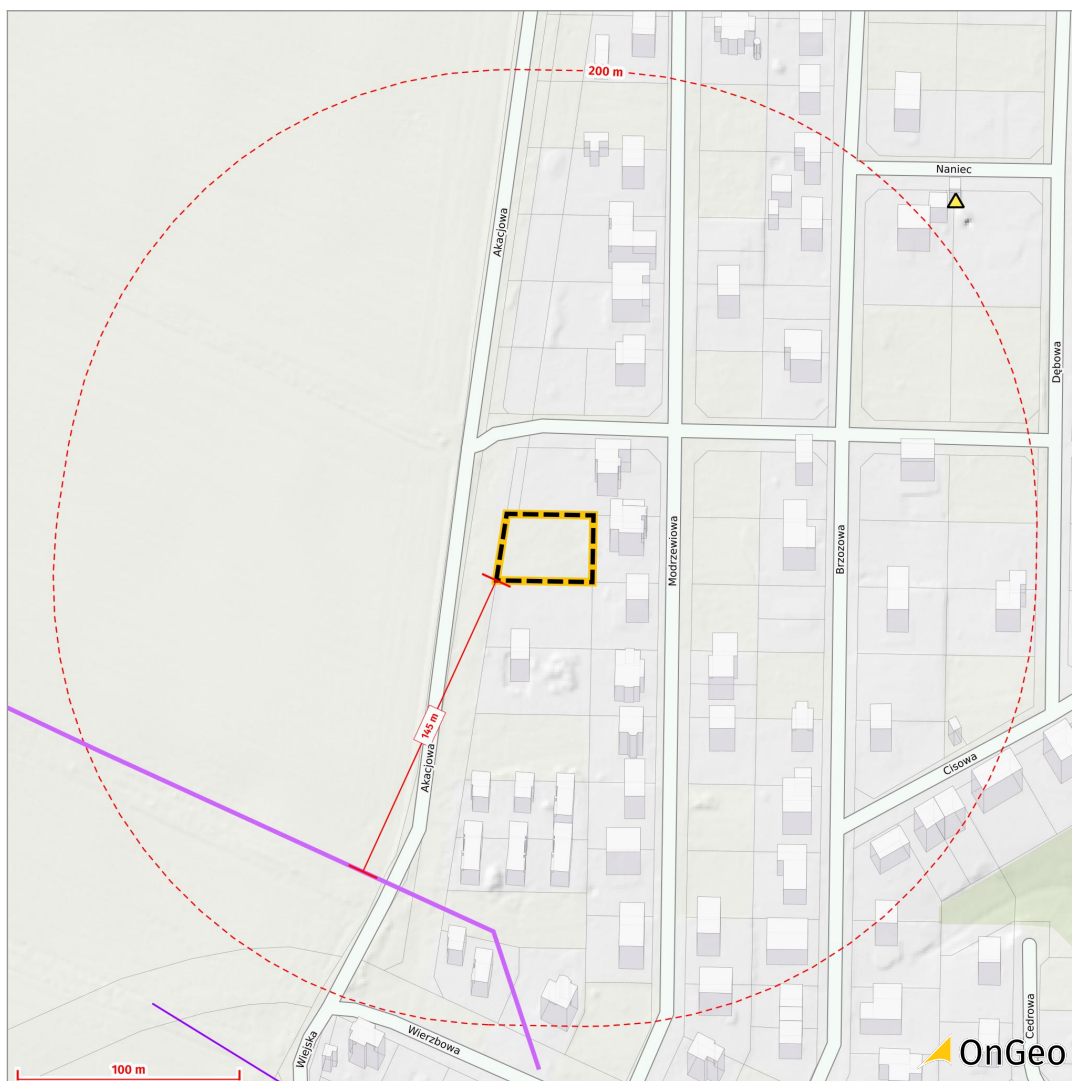 200 m
Naniec
Akacjowa
Dębowa
Modrzewiowa
Brzozowa
145 m
Akacjowa
Cisowa
Cedrowa
Wiejska
Wierzbowa
OnGeo
100 m